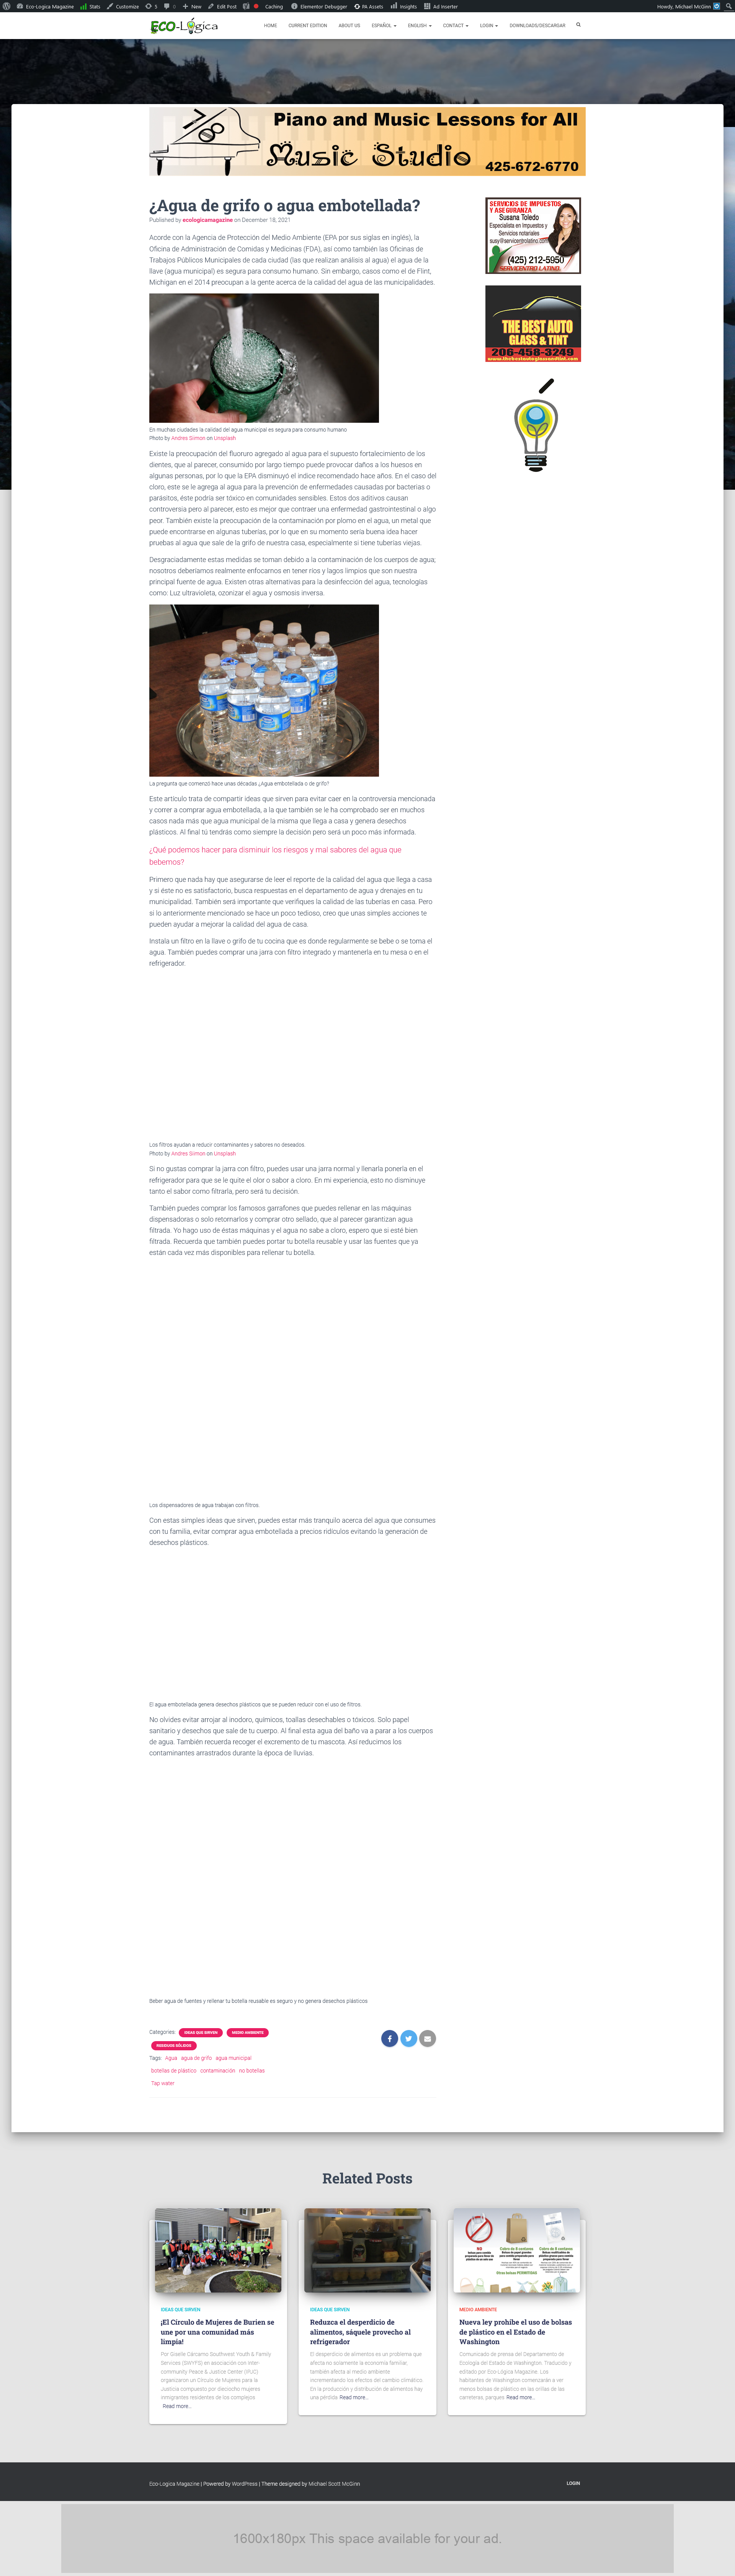 Eco-Logica Magazine Stats Customize 5 0 New Edit Post Caching Elementor Debugger PA Assets Insights Ad Inserter Howdy, Michael McGinn
ECO-Lógica
HOME CURRENT EDITION ABOUT US ESPAÑOL ENGLISH CONTACT LOGIN DOWNLOADS/DESCARGAR
Piano and Music Lessons for All
Music Studio
425-672-6770
¿Agua de grifo o agua embotellada?
Published by ecologicamagazine on December 18, 2021
Acorde con la Agencia de Protección del Medio Ambiente (EPA por sus siglas en inglés), la
Oficina de Administración de Comidas y Medicinas (FDA), así como también las Oficinas de
Trabajos Públicos Municipales de cada ciudad (las que realizan análisis al agua) el agua de la
llave (agua municipal) es segura para consumo humano. Sin embargo, casos como el de Flint,
Michigan en el 2014 preocupan a la gente acerca de la calidad del agua de las municipalidades.
En muchas ciudades la calidad del agua municipal es segura para consumo humano.
Photo by Andres Siimon on Unsplash
Existe la preocupación del fluoruro agregado al agua para el supuesto fortalecimiento de los
dientes, que al parecer, consumido por largo tiempo puede provocar daños a los huesos en
algunas personas, por lo que la EPA disminuyó el índice recomendado hace años. En el caso del
cloro, este se le agrega al agua para la prevención de enfermedades causadas por bacterias o
parásitos, éste podría ser tóxico en comunidades sensibles. Estos dos aditivos causan
controversia pero al parecer, esto es mejor que contraer una enfermedad gastrointestinal o algo
peor. También existe la preocupación de la contaminación por plomo en el agua, un metal que
puede encontrarse en algunas tuberías, por lo que en su momento sería buena idea hacer
pruebas al agua que sale de la grifo de nuestra casa, especialmente si tiene tuberías viejas.
Desgraciadamente estas medidas se toman debido a la contaminación de los cuerpos de agua;
nosotros deberíamos realmente enfocarnos en tener ríos y lagos limpios que son nuestra
principal fuente de agua. Existen otras alternativas para la desinfección del agua, tecnologías
como: Luz ultravioleta, ozonizar el agua y osmosis inversa.
La pregunta que comenzó hace unas décadas ¿Agua embotellada o de grifo?
Este artículo trata de compartir ideas que sirven para evitar caer en la controversia mencionada
y correr a comprar agua embotellada, a la que también se le ha comprobado ser en muchos
casos nada más que agua municipal de la misma que llega a casa y genera desechos
plásticos. Al final tú tendrás como siempre la decisión pero será un poco más informada.
¿Qué podemos hacer para disminuir los riesgos y mal sabores del agua que
bebemos?
Primero que nada hay que asegurarse de leer el reporte de la calidad del agua que llega a casa
y si éste no es satisfactorio, busca respuestas en el departamento de agua y drenajes en tu
municipalidad. También será importante que verifiques la calidad de las tuberías en casa. Pero
si lo anteriormente mencionado se hace un poco tedioso, creo que unas simples acciones te
pueden ayudar a mejorar la calidad del agua de casa.
Instala un filtro en la llave o grifo de tu cocina que es donde regularmente se bebe o se toma el
agua. También puedes comprar una jarra con filtro integrado y mantenerla en tu mesa o en el
refrigerador.
Los filtros ayudan a reducir contaminantes y sabores no deseados.
Photo by Andres Siimon on Unsplash
Si no gustas comprar la jarra con filtro, puedes usar una jarra normal y llenarla ponerla en el
refrigerador para que se le quite el olor o sabor a cloro. En mi experiencia, esto no disminuye
tanto el sabor como filtrarla, pero será tu decisión.
También puedes comprar los famosos garrafones que puedes rellenar en las máquinas
dispensadoras o solo retornarlos y comprar otro sellado, que al parecer garantizan agua
filtrada. Yo hago uso de éstas máquinas y el agua no sabe a cloro, espero que si esté bien
filtrada. Recuerda que también puedes portar tu botella reusable y usar las fuentes que ya
están cada vez más disponibles para rellenar tu botella.
Los dispensadores de agua trabajan con filtros.
Con estas simples ideas que sirven, puedes estar más tranquilo acerca del agua que consumes
con tu familia, evitar comprar agua embotellada a precios ridículos evitando la generación de
desechos plásticos.
El agua embotellada genera desechos plásticos que se pueden reducir con el uso de filtros.
No olvides evitar arrojar al inodoro, químicos, toallas desechables o tóxicos. Solo papel
sanitario y desechos que sale de tu cuerpo. Al final esta agua del baño va a parar a los cuerpos
de agua. También recuerda recoger el excremento de tu mascota. Así reducimos los
contaminantes arrastrados durante la época de lluvias.
Beber agua de fuentes y rellenar tu botella reusable es seguro y no genera desechos plásticos
Categories: IDEAS QUE SIRVEN MEDIO AMBIENTE
RESIDUOS SÓLIDOS
Tags: Agua agua de grifo agua municipal
botellas de plástico contaminación no botellas
Tap water
SERVICIOS DE IMPUESTOS
Y ASEGURANZA
Susana Toledo
Especialista en Impuestos y
Servicios notariales
susy@servicentrolatino.com
(425) 212-5950
SERVICENTRO LATINO
THE BEST AUTO
GLASS & TINT
206-458-3249
www.thebestautoglassandtint.com
Related Posts
IDEAS QUE SIRVEN
¡El Círculo de Mujeres de Burien se
une por una comunidad más
limpia!
Por Giselle Carcamo Southwest Youth & Family
Services (SWYFS) en asociación con Inter-
community Peace & Justice Center (IPJC)
organizaron un Círculo de Mujeres para la
Justicia compuesto de dieciocho mujeres
inmigrantes residentes de los complejos
Read more…
IDEAS QUE SIRVEN
Reduzca el desperdicio de
alimentos, sáquele provecho al
refrigerador
El desperdicio de alimentos es un problema que
afecta no solamente la economía familiar,
también afecta al medio ambiente
incrementando los efectos del cambio climático.
En la producción y distribución de alimentos hay
una pérdida Read more…
MEDIO AMBIENTE
Nueva ley prohíbe el uso de bolsas
de plástico en el Estado de
Washington
Comunicado de prensa del Departamento de
Ecología del Estado de Washington. Traducido y
editado por Eco-Lógica Magazine. Los
habitantes de Washington comenzarán a ver
menos bolsas de plástico en las orillas de las
carreteras, parques Read more…
Eco-Logica Magazine | Powered by WordPress | Theme designed by Michael Scott McGinn
LOGIN
1600x180px This space available for your ad.